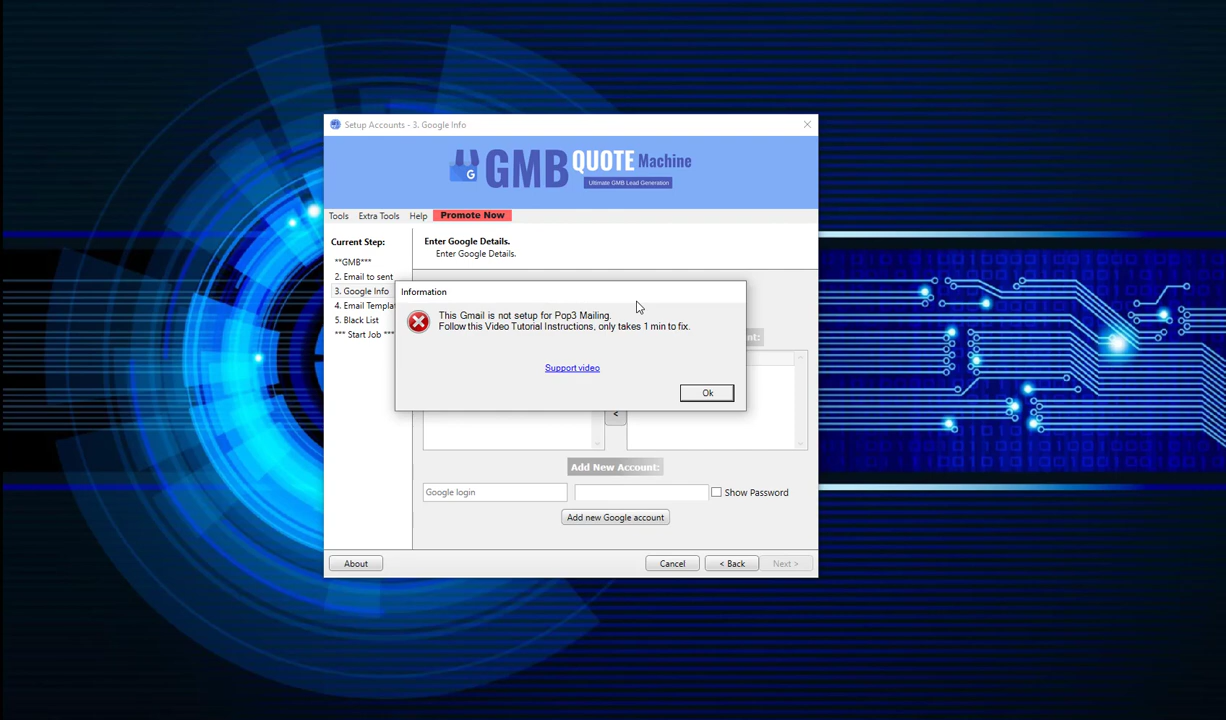 Setup Accounts - 3. Google Info
GMB QUOTE Machine
Ultimate GMB Lead Generation
G
Tools Extra Tools Help Promote Now
Current Step:
**GMB***
2. Email to sent
3. Google Info
4. Email Templa
5. Black List
*** Start Job ***
Enter Google Details.
Enter Google Details.
Information
This Gmail is not setup for Pop3 Mailing.
Follow this Video Tutorial Instructions, only takes 1 min to fix.
Support video
Ok
<
Add New Account:
Google login
Show Password
Add new Google account
About
Cancel
< Back
Next >